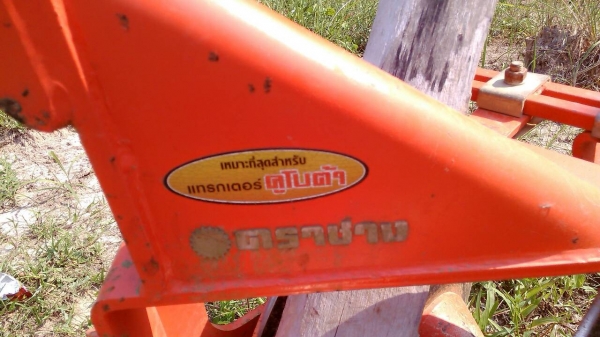 เหมาะที่สุดสำหรับ
แทรกเตอร์ คูโบต้า
ตราช้าง